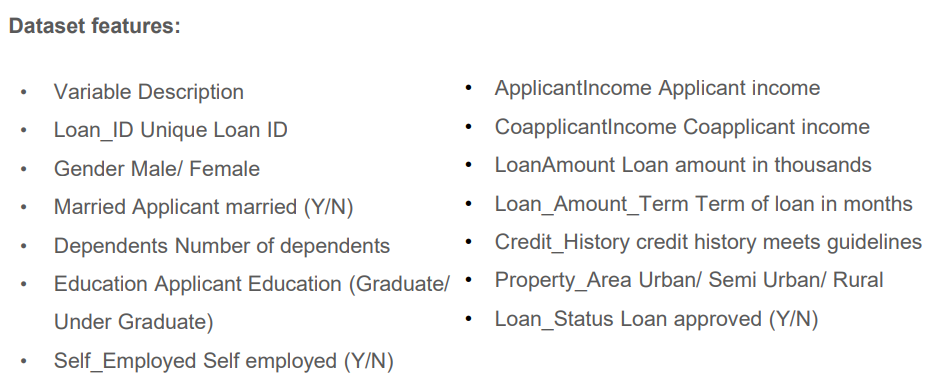 Dataset features:
• Variable Description
• Loan_ID Unique Loan ID
• Gender Male/ Female
• Married Applicant married (Y/N)
• Dependents Number of dependents
• Education Applicant Education (Graduate/
Under Graduate)
• Self_Employed Self employed (Y/N)
• ApplicantIncome Applicant income
• CoapplicantIncome Coapplicant income
• LoanAmount Loan amount in thousands
• Loan_Amount_Term Term of loan in months
• Credit_History credit history meets guidelines
• Property_Area Urban/ Semi Urban/ Rural
• Loan_Status Loan approved (Y/N)